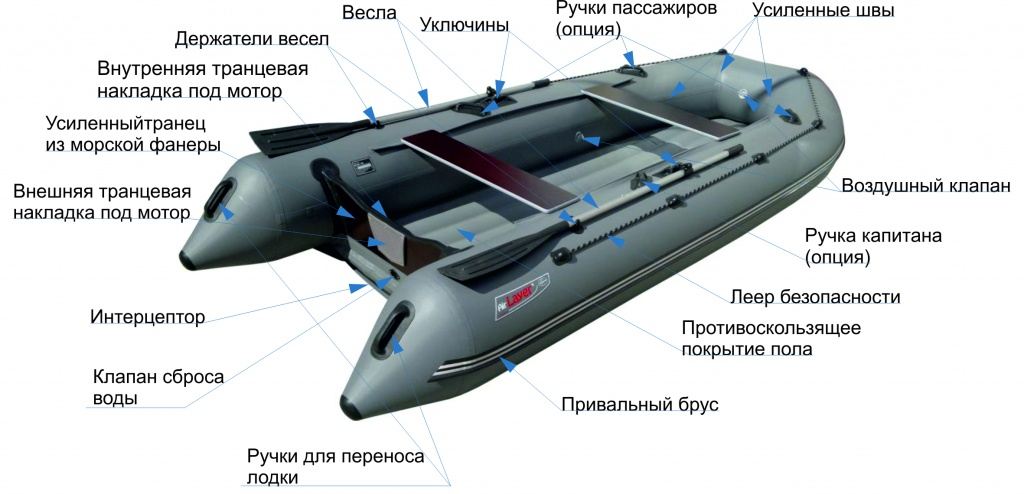 Весла
Держатели весел
Уключины
Ручки пассажиров
(опция)
Усиленные швы
Внутренняя транцевая
накладка под мотор
Усиленныйтранец
из морской фанеры
Внешняя транцевая
накладка под мотор
Воздушный клапан
Ручка капитана
(опция)
Леер безопасности
Противоскользящее
покрытие пола
Интерцептор
Клапан сброса
воды
Привальный брус
Ручки для переноса
лодки
Layer